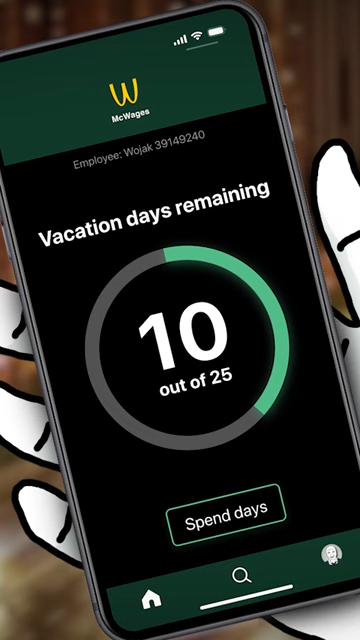 McWages
Employee: Wojak 39149240
Vacation days remaining
10
out of 25
Spend days